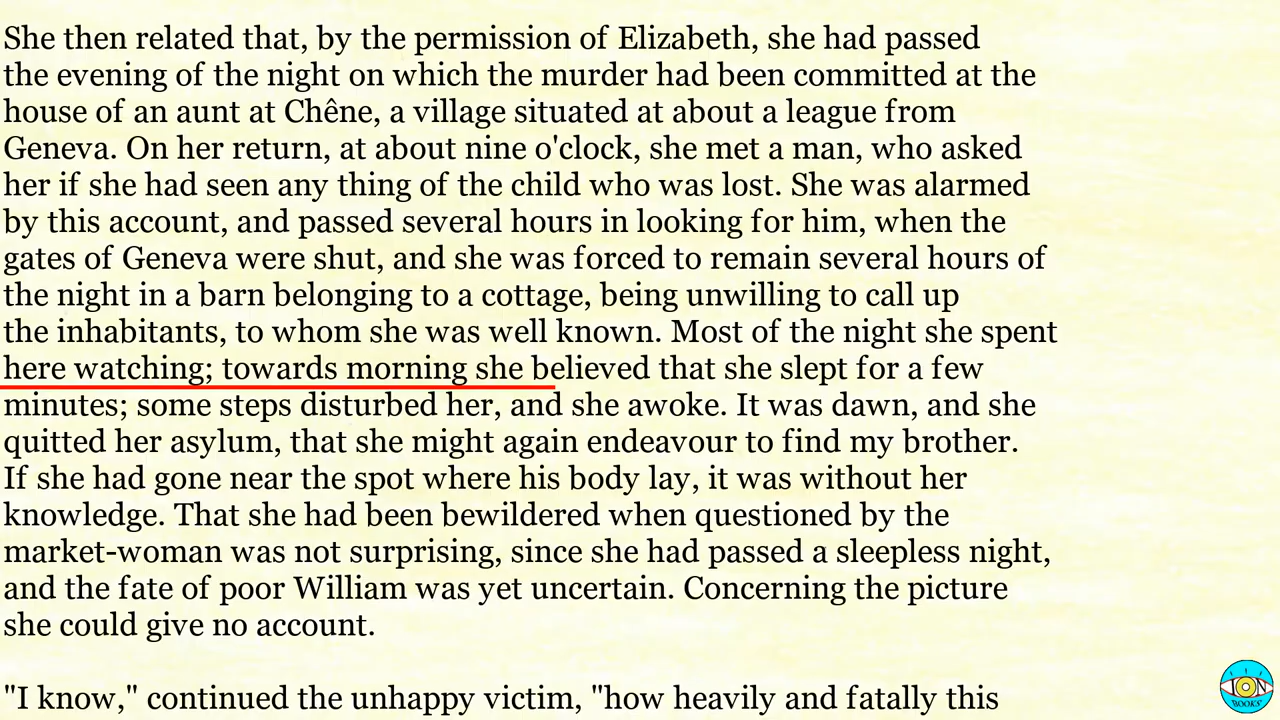 She then related that, by the permission of Elizabeth, she had passed
the evening of the night on which the murder had been committed at the
house of an aunt at Chêne, a village situated at about a league from
Geneva. On her return, at about nine o'clock, she met a man, who asked
her if she had seen any thing of the child who was lost. She was alarmed
by this account, and passed several hours in looking for him, when the
gates of Geneva were shut, and she was forced to remain several hours of
the night in a barn belonging to a cottage, being unwilling to call up
the inhabitants, to whom she was well known. Most of the night she spent
here watching; towards morning she believed that she slept for a few
minutes; some steps disturbed her, and she awoke. It was dawn, and she
quitted her asylum, that she might again endeavour to find my brother.
If she had gone near the spot where his body lay, it was without her
knowledge. That she had been bewildered when questioned by the
market-woman was not surprising, since she had passed a sleepless night,
and the fate of poor William was yet uncertain. Concerning the picture
she could give no account.
"I know," continued the unhappy victim, "how heavily and fatally this
ION
BOOKS